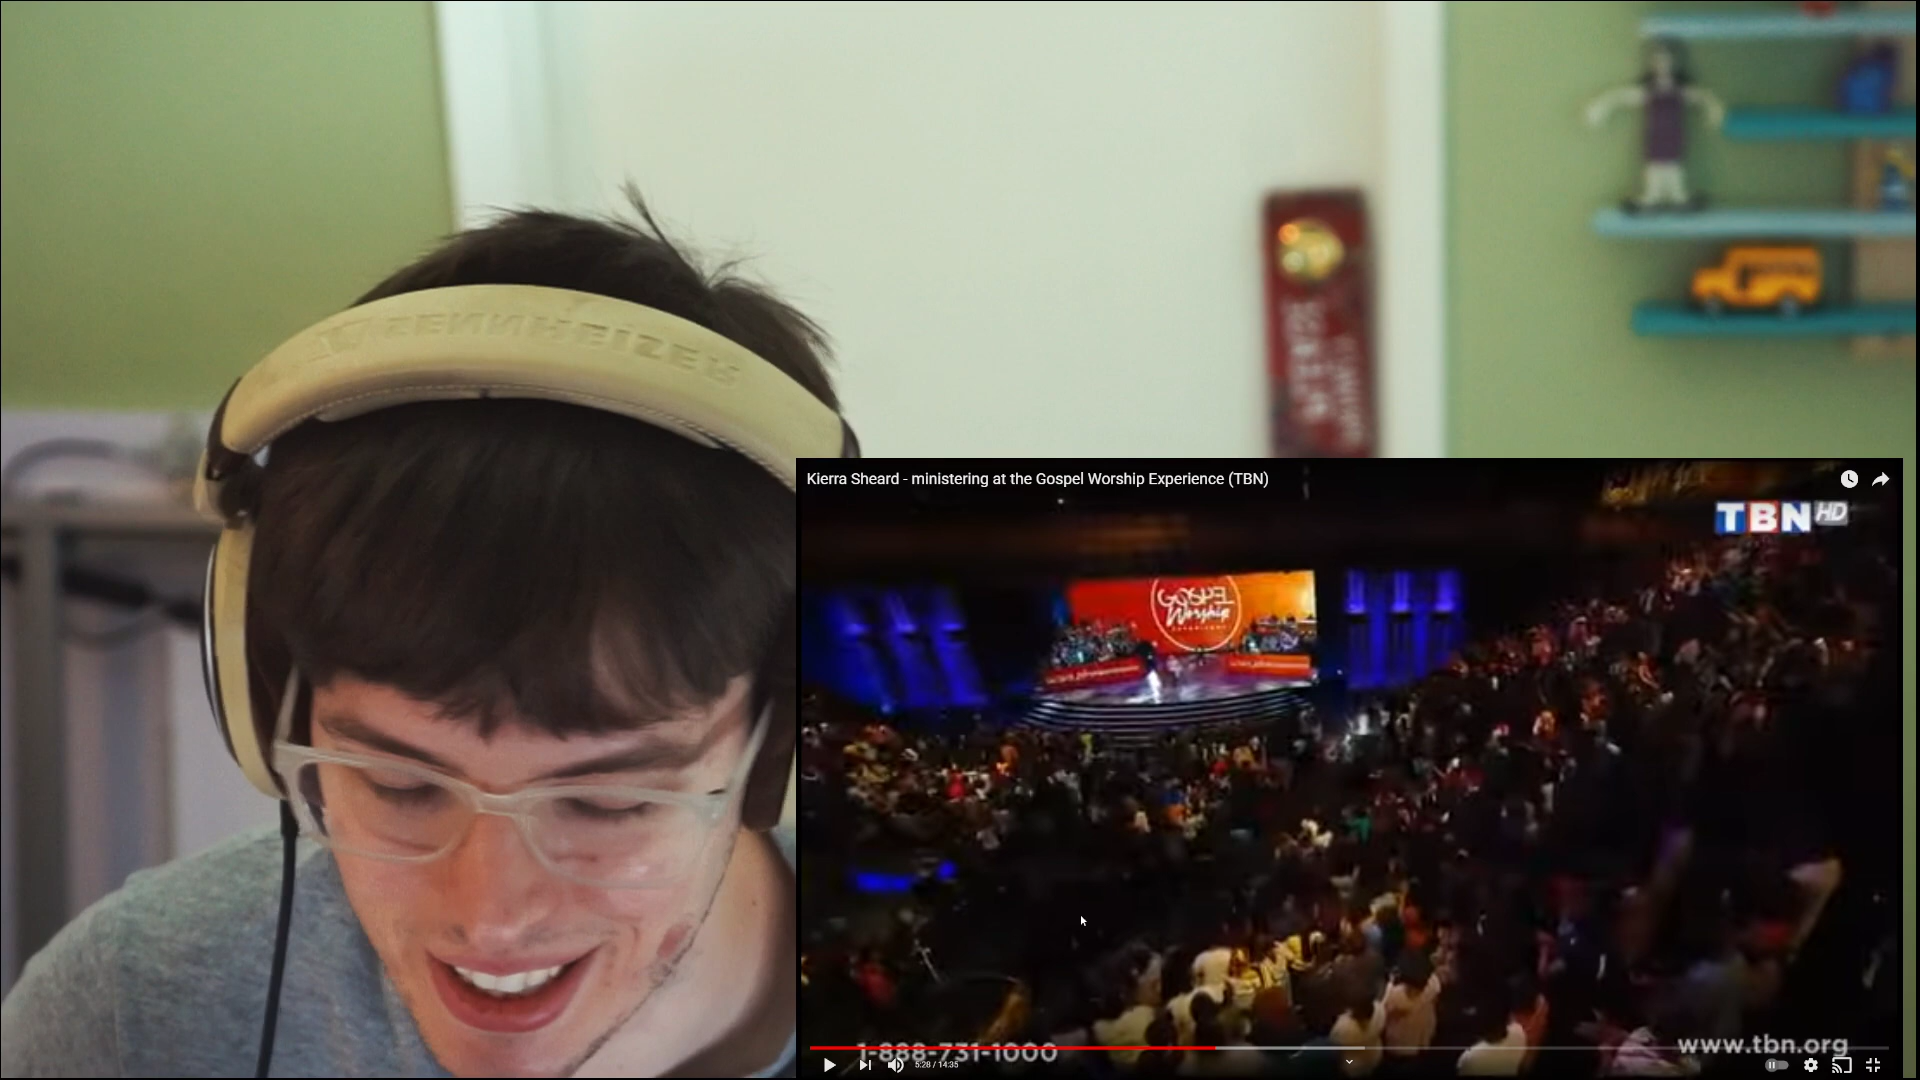 SENNHEISER
Kierra Sheard - ministering at the Gospel Worship Experience (TBN)
TBN HD
GOSPEL
Worship
EXPERIENCE
1-888-731-1000
www.tbn.org
5:28 / 14:35